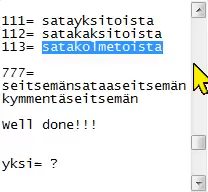 111= satayksitoista
112= satakaksitoista
113= satakolmetoista
777=
seitsemänsataaseitsemän
kymmentäseitsemän
Well done!!!
yksi= ?